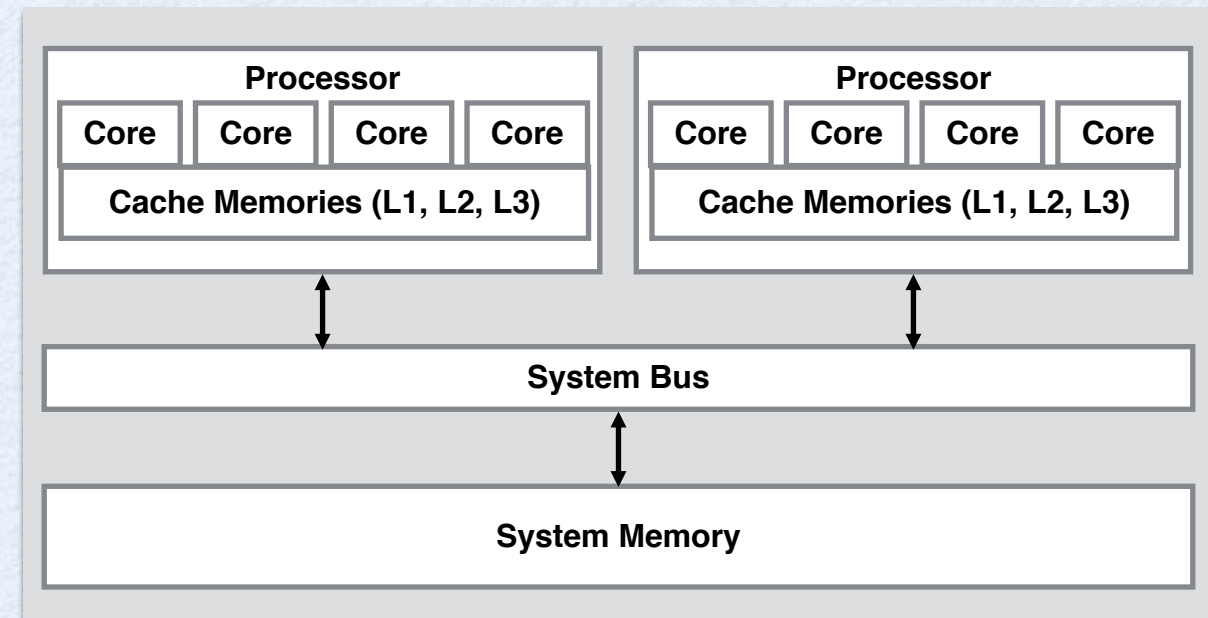 Processor
Core Core Core Core
Cache Memories (L1, L2, L3)
Processor
Core Core Core Core
Cache Memories (L1, L2, L3)
System Bus
System Memory